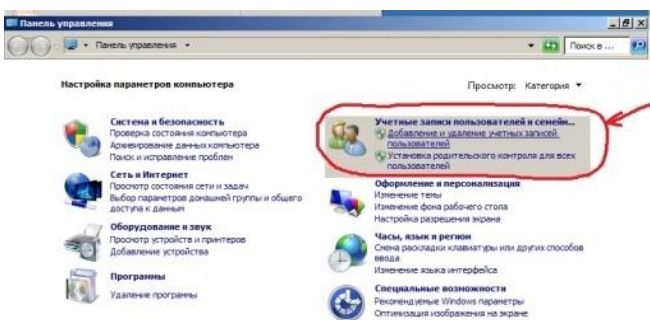 Панель управления
Панель управления
Поиск в ...
Настройка параметров компьютера
Просмотр: Категория
Система и безопасность
Проверка состояния компьютера
Архивирование данных компьютера
Поиск и исправление проблем
Сеть и Интернет
Просмотр состояния сети и задач
Выбор параметров домашней группы и общего
доступа к данным
Оборудование и звук
Просмотр устройств и принтеров
Добавление устройства
Программы
Удаление программы
Учетные записи пользователей и семейн...
Добавление и удаление учетных записей
пользователей
Установка родительского контроля для всех
пользователей
Оформление и персонализация
Изменение темы
Изменение фона рабочего стола
Настройка разрешения экрана
Часы, язык и регион
Смена раскладки клавиатуры или других способов
ввода
Изменение языка интерфейса
Специальные возможности
Рекомендуемые Windows параметры
Оптимизация изображения на экране